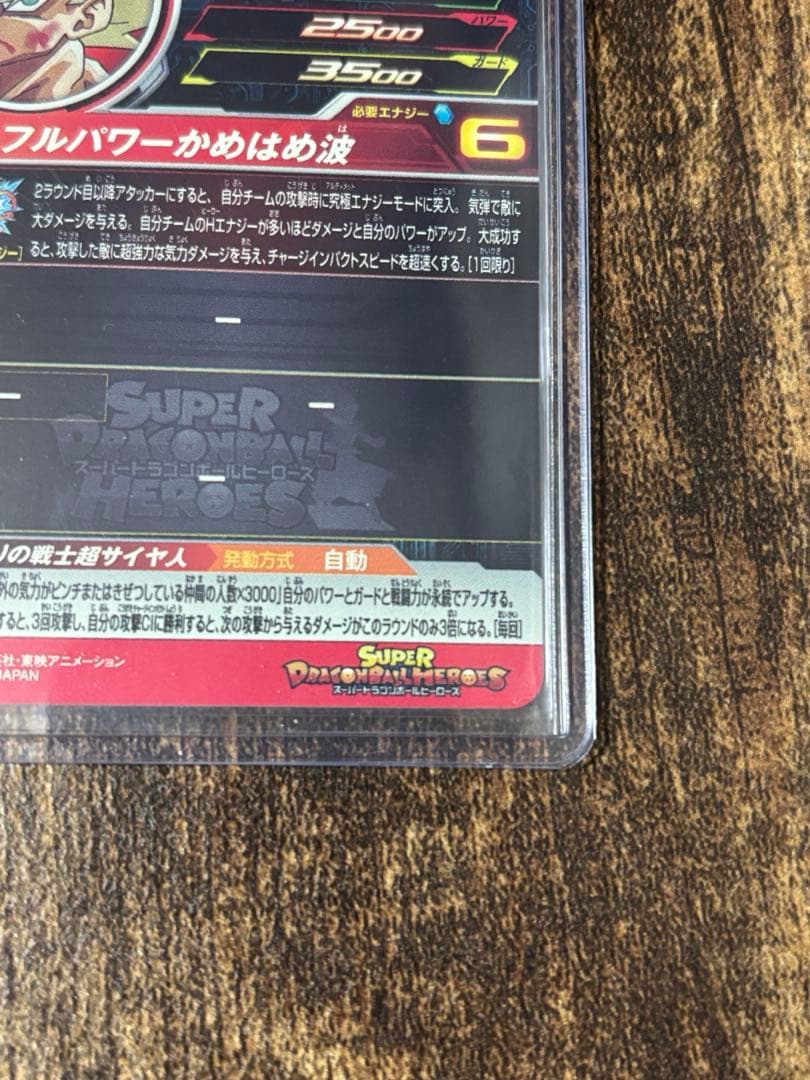 パワー
2500
ガード
3500
必要エナジー
6
フルパワーかめはめ波
2ラウンド目以降アタッカーにすると、自分チームの攻撃時に究極エナジーモードに突入。気弾で敵に
大ダメージを与える。自分チームのHエナジーが多いほどダメージと自分のパワーがアップ。大成功す
ると、攻撃した敵に超強力な気力ダメージを与え、チャージインパクトスピードを超速くする。[1回限り]
SUPER
DRAGONBALL
スーパードラゴンボールヒーローズ
HEROES
の戦士超サイヤ人
発動方式
自動
外の気力がピンチまたはきぜつしている仲間の人数×3000」自分のパワーとガードと戦闘力が永続でアップする。
すると、3回攻撃し、自分の攻撃CIに勝利すると、次の攻撃から与えるダメージがこのラウンドのみ3倍になる。[毎回]
社・東映アニメーション
JAPAN
SUPER
DRAGONBALL HEROES
スーパードラゴンボールヒーローズ